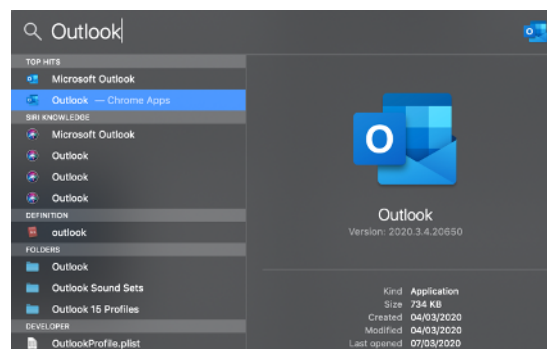 Outlook
TOP HITS
Microsoft Outlook
Outlook — Chrome Apps
SIRI KNOWLEDGE
Microsoft Outlook
Outlook
Outlook
Outlook
DEFINITION
outlook
FOLDERS
Outlook
Outlook Sound Sets
Outlook 15 Profiles
DEVELOPER
OutlookProfile.plist
O
Outlook
Version: 2020.3.4.20650
Kind Application
Size 734 KB
Created 04/03/2020
Modified 04/03/2020
Last opened 07/03/2020